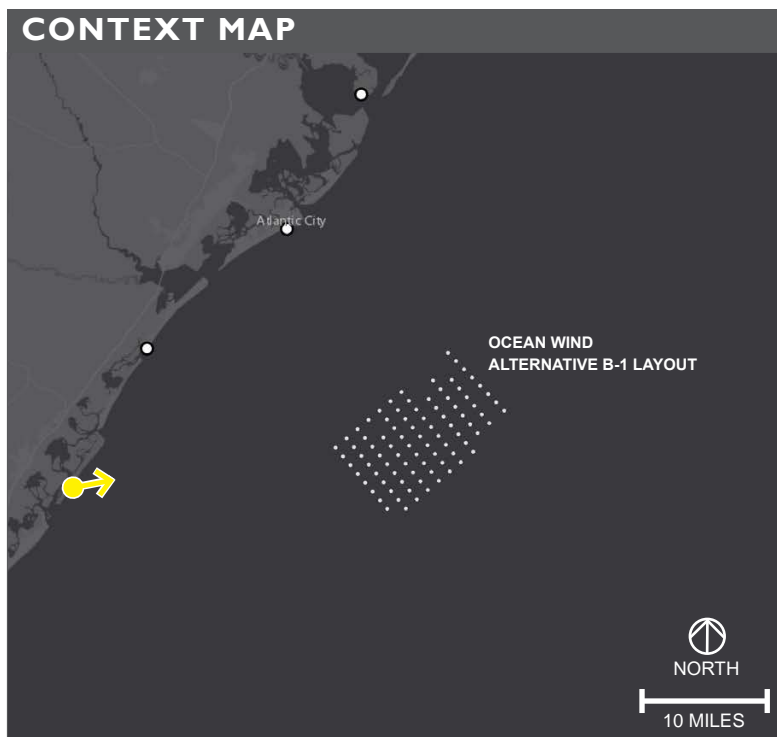 CONTEXT MAP
Atlantic City
OCEAN WIND
ALTERNATIVE B-1 LAYOUT
NORTH
10 MILES